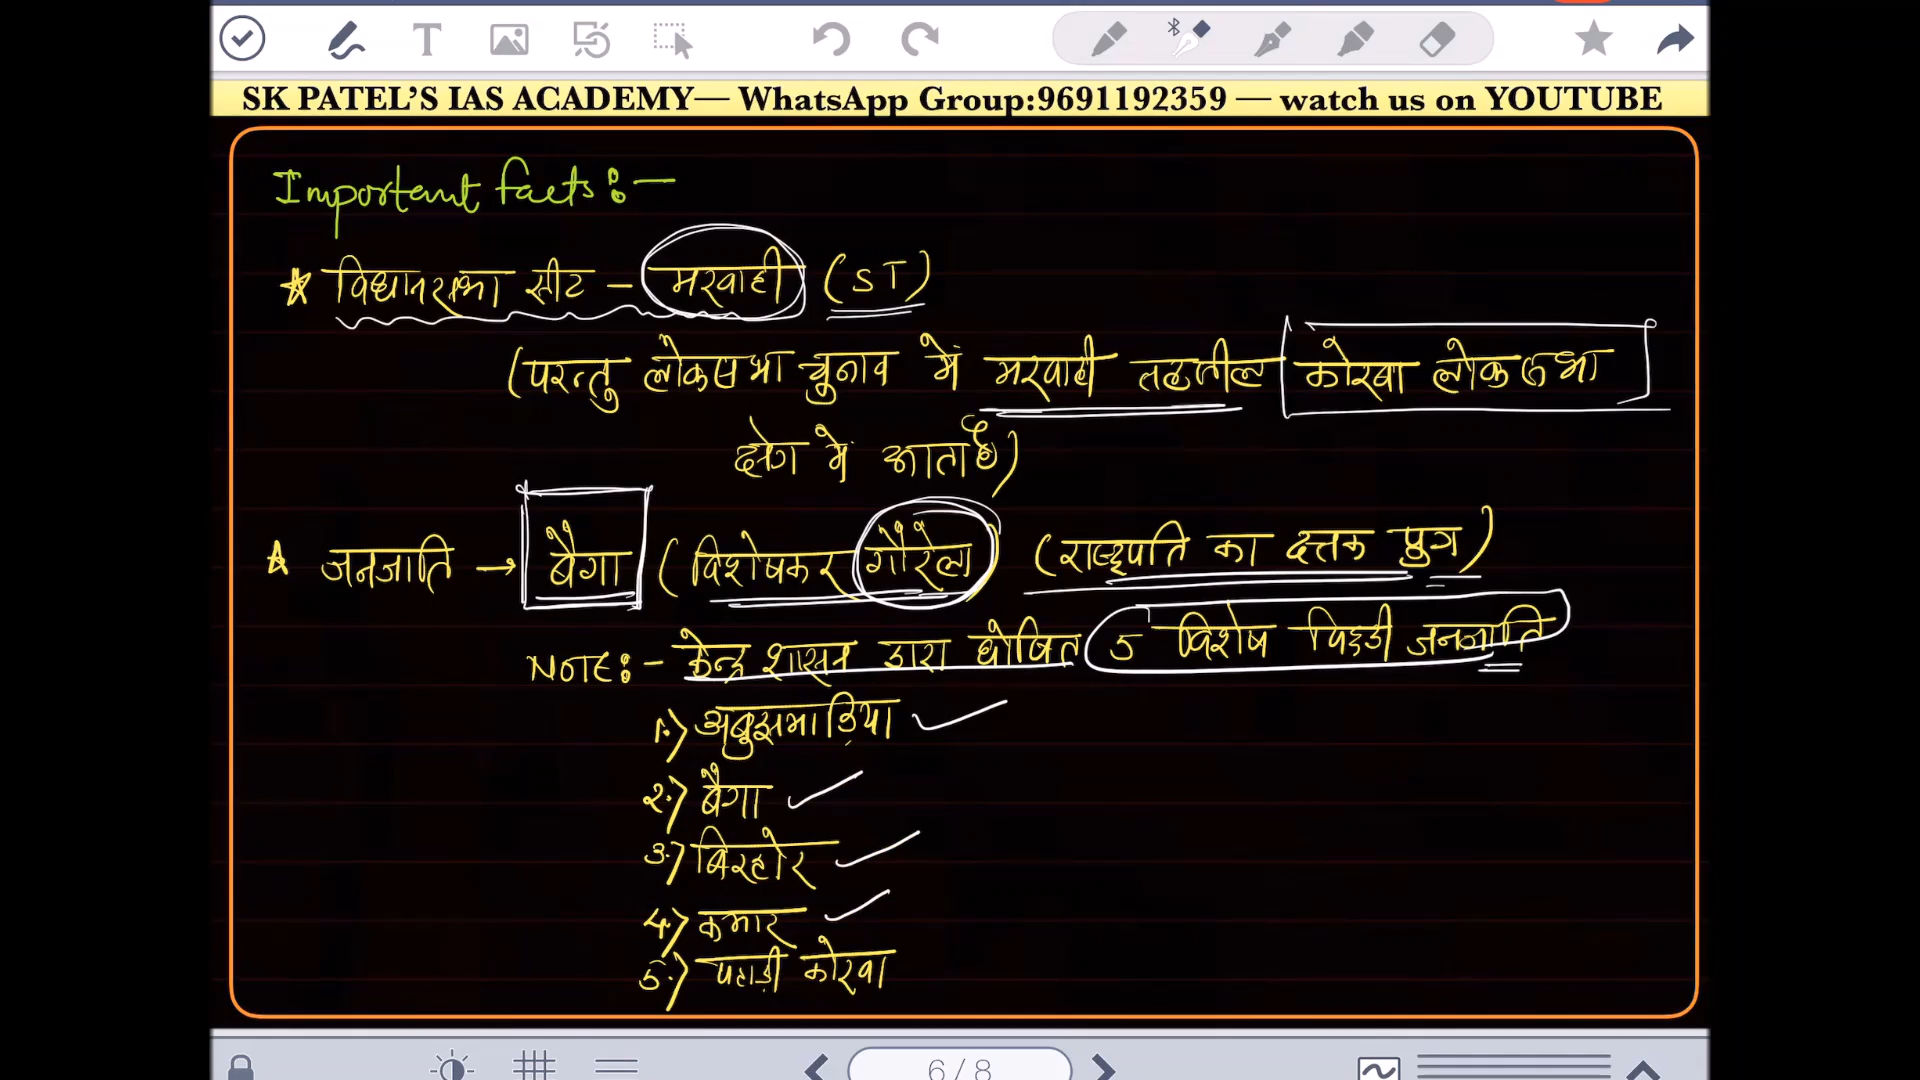 SK PATEL'S IAS ACADEMY— WhatsApp Group:9691192359 — watch us on YOUTUBE
Important facts:—
विधानसभा सीट – मरवाही (ST)
(परन्तु लोकसभा चुनाव में मरवाही तहसील कोरबा लोकसभा
क्षेत्र में आता है)
जनजाति → बैगा (विशेषकर गौरेला) (राष्ट्रपति का दत्तक पुत्र)
NOTE:- केन्द्र शासन द्वारा घोषित 5 विशेष पिछड़ी जनजाति
1.) अबुझमाड़िया
2.) बैगा
3.) बिरहोर
4.) कमार
5.) पहाड़ी कोरवा
6 / 8